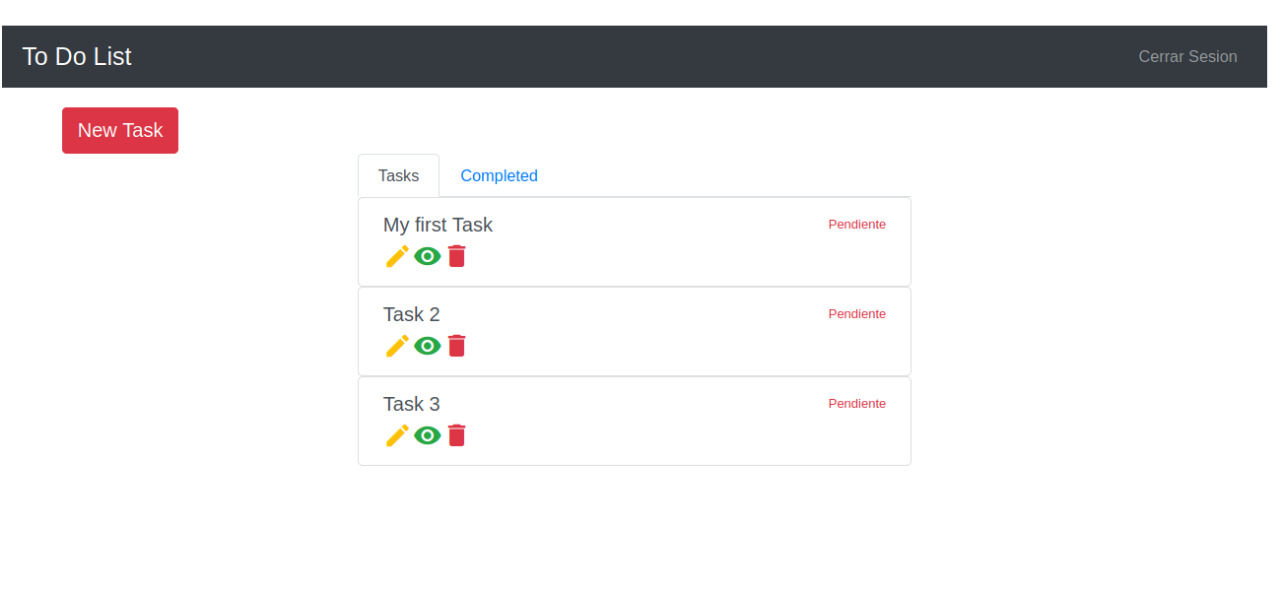 To Do List
Cerrar Sesion
New Task
Tasks
Completed
My first Task
Pendiente
Task 2
Pendiente
Task 3
Pendiente